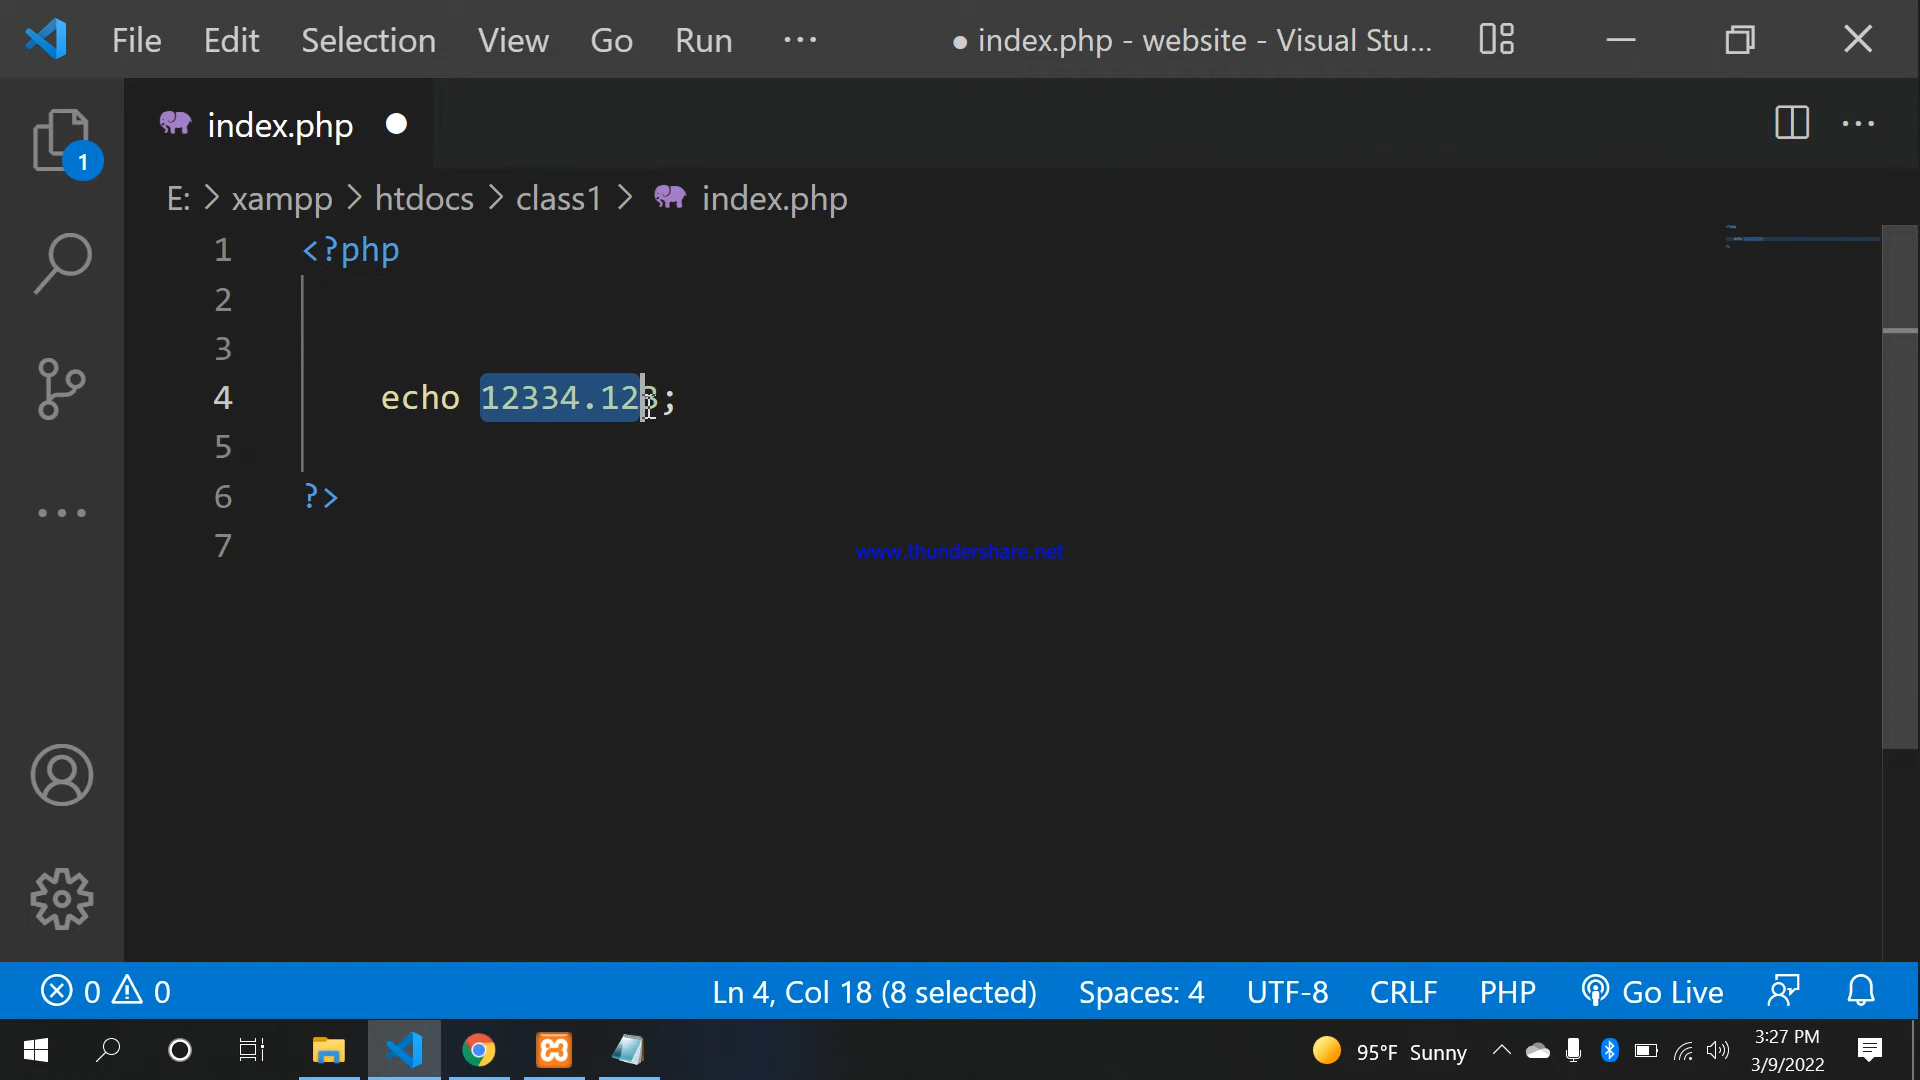 File Edit Selection View Go Run ··· ● index.php - website - Visual Stu...
1
index.php ●
E: > xampp > htdocs > class1 > index.php
1 <?php
2
3
4 echo 12334.123;
5
6 ?>
7
www.thundershare.net
0 0 Ln 4, Col 18 (8 selected) Spaces: 4 UTF-8 CRLF PHP Go Live
95°F Sunny 3:27 PM
3/9/2022